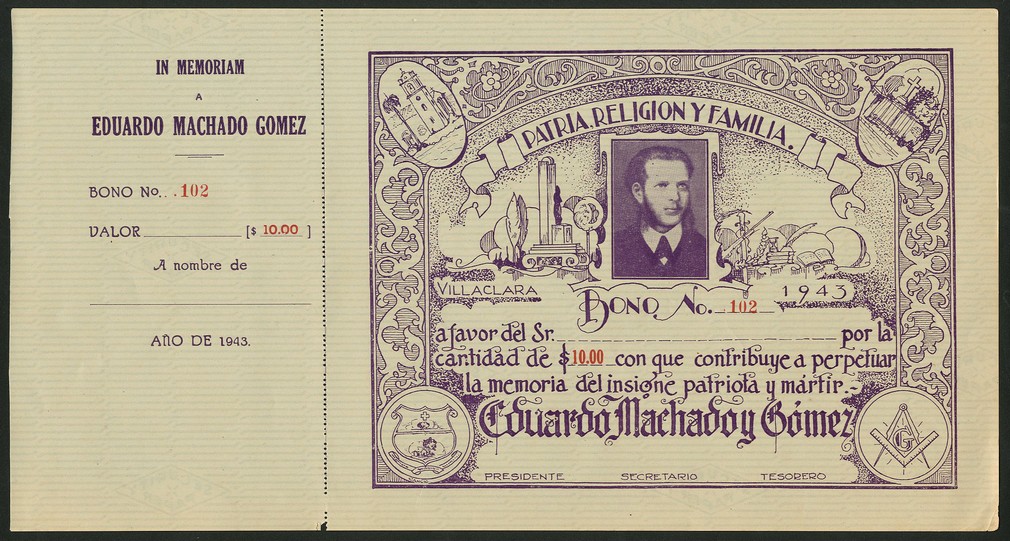 IN MEMORIAM
A
EDUARDO MACHADO GOMEZ
BONO No. . 102
VALOR [$ 10.00 ]
A nombre de
AÑO DE 1943.
PATRIA, RELIGION Y FAMILIA.
VILLACLARA
1943
BONO No. 102
a favor del Sr. por la
cantidad de $10.00 con que contribuye a perpetuar
la memoria del insigne patriota y mártir.-
Eduardo Machado y Gómez
G
PRESIDENTE SECRETARIO TESORERO